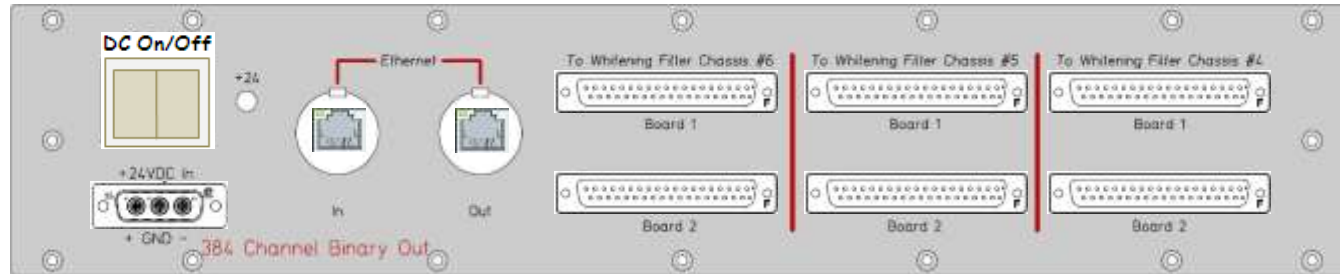 DC On/Off
+24
Ethernet
To Whitening Filter Chassis #6
To Whitening Filter Chassis #5
To Whitening Filter Chassis #4
Board 1
Board 1
Board 1
+24VDC In
In
Out
Board 2
Board 2
Board 2
+ GND -
384 Channel Binary Out